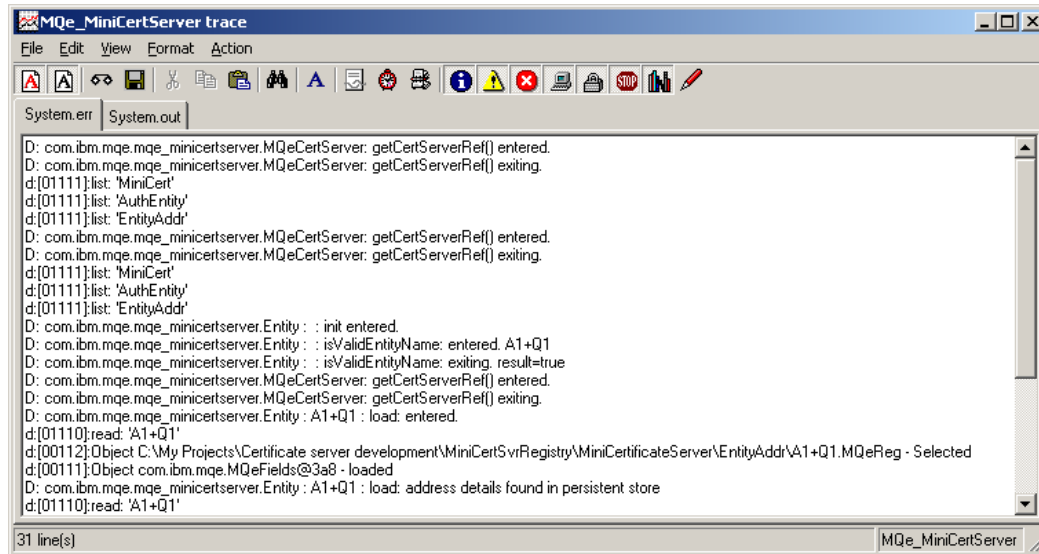 MQe_MiniCertServer trace
File Edit View Format Action
System.err System.out
D: com.ibm.mqe.mqe_minicertserver.MQeCertServer: getCertServerRef() entered.
D: com.ibm.mqe.mqe_minicertserver.MQeCertServer: getCertServerRef() exiting.
d:[01111]:list: 'MiniCert'
d:[01111]:list: 'AuthEntity'
d:[01111]:list: 'EntityAddr'
D: com.ibm.mqe.mqe_minicertserver.MQeCertServer: getCertServerRef() entered.
D: com.ibm.mqe.mqe_minicertserver.MQeCertServer: getCertServerRef() exiting.
d:[01111]:list: 'MiniCert'
d:[01111]:list: 'AuthEntity'
d:[01111]:list: 'EntityAddr'
D: com.ibm.mqe.mqe_minicertserver.Entity : : init entered.
D: com.ibm.mqe.mqe_minicertserver.Entity : : isValidEntityName: entered. A1+Q1
D: com.ibm.mqe.mqe_minicertserver.Entity : : isValidEntityName: exiting. result=true
D: com.ibm.mqe.mqe_minicertserver.MQeCertServer: getCertServerRef() entered.
D: com.ibm.mqe.mqe_minicertserver.MQeCertServer: getCertServerRef() exiting.
D: com.ibm.mqe.mqe_minicertserver.Entity : A1+Q1 : load: entered.
d:[01110]:read: 'A1+Q1'
d:[00112]:Object C:\My Projects\Certificate server development\MiniCertSvrRegistry\MiniCertificateServer\EntityAddr\A1+Q1.MQeReg - Selected
d:[00111]:Object com.ibm.mqe.MQeFields@3a8 - loaded
D: com.ibm.mqe.mqe_minicertserver.Entity : A1+Q1 : load: address details found in persistent store
d:[01110]:read: 'A1+Q1'
31 line(s) MQe_MiniCertServer